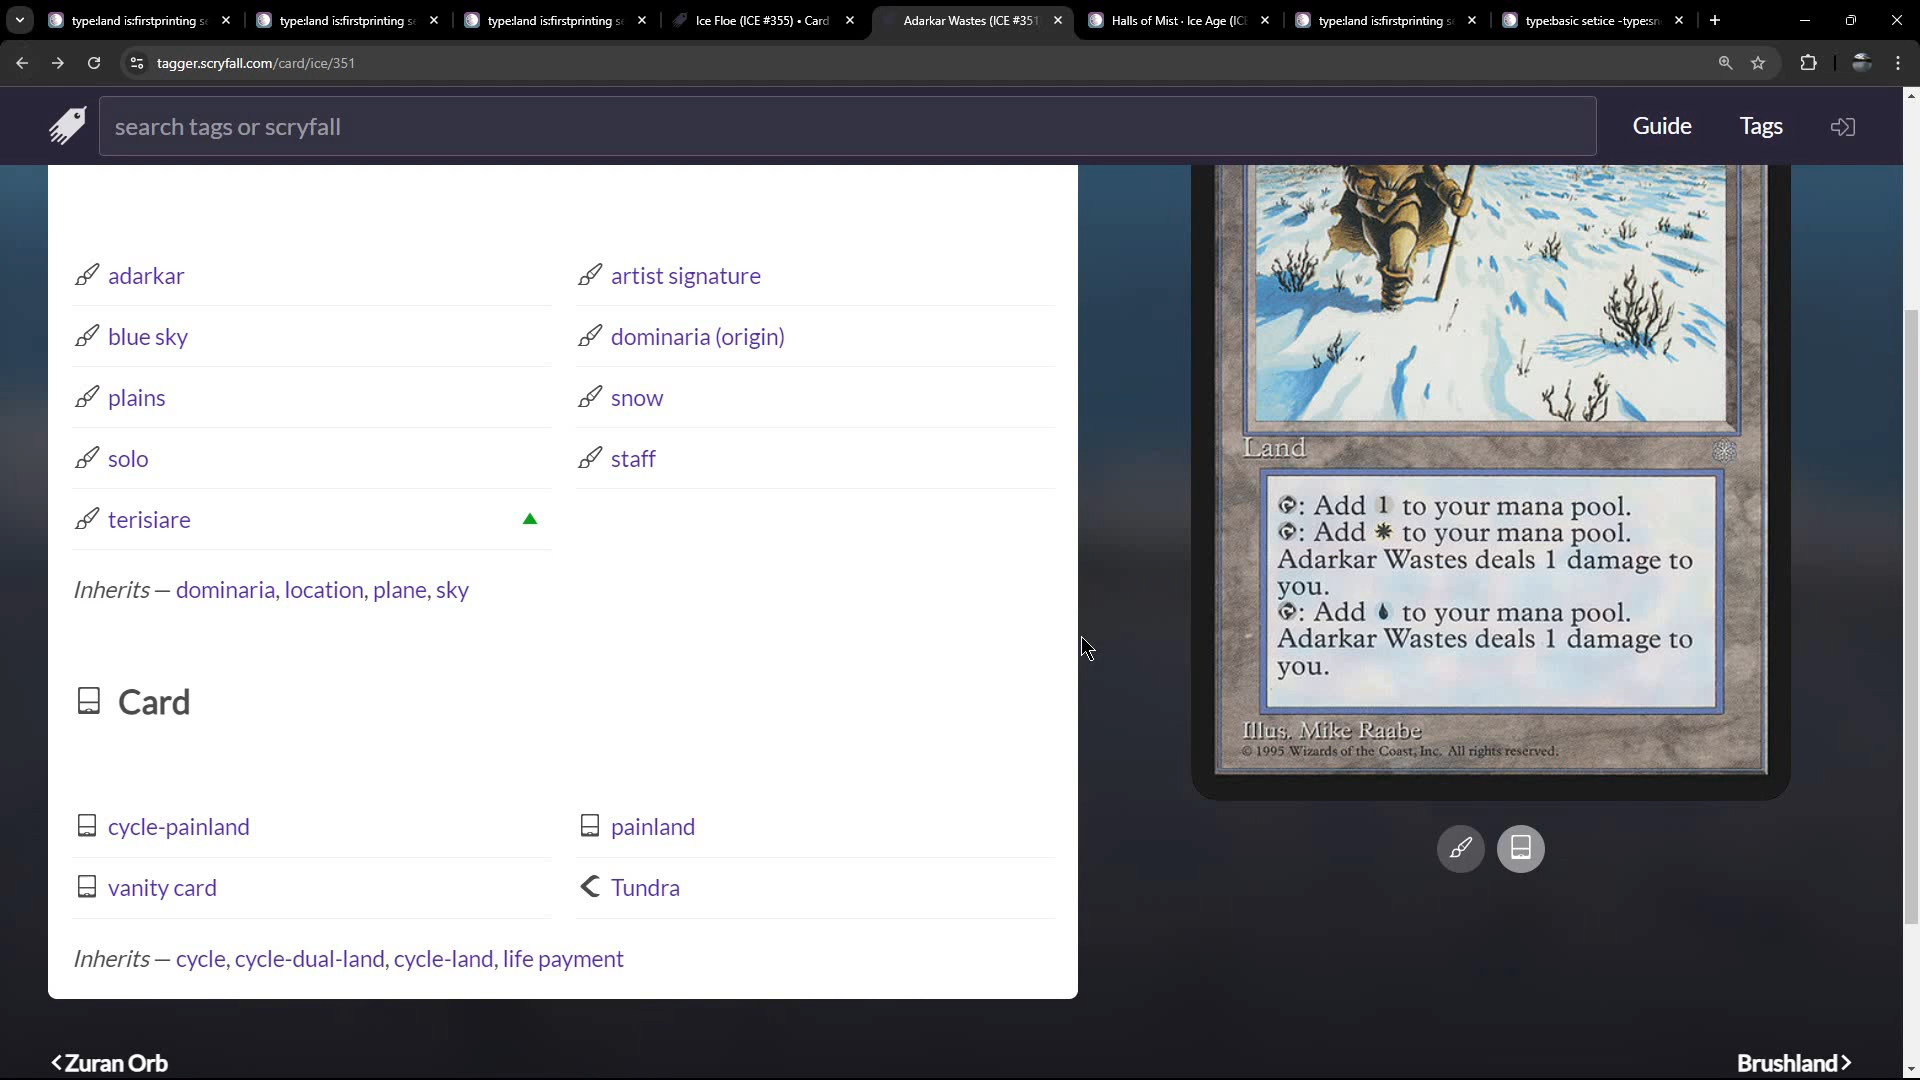 type:land is:firstprinting s
type:land is:firstprinting s
type:land is:firstprinting s
Ice Floe (ICE #355) • Card
Adarkar Wastes (ICE #351
Halls of Mist · Ice Age (ICE
type:land is:firstprinting s
type:basic set:ice -type:sn
tagger.scryfall.com/card/ice/351
search tags or scryfall
Guide
Tags
adarkar
artist signature
blue sky
dominaria (origin)
plains
snow
solo
staff
terisiare
Inherits — dominaria, location, plane, sky
Card
cycle-painland
painland
vanity card
Tundra
Inherits — cycle, cycle-dual-land, cycle-land, life payment
Land
: Add 1 to your mana pool.
: Add to your mana pool.
Adarkar Wastes deals 1 damage to
you.
: Add to your mana pool.
Adarkar Wastes deals 1 damage to
you.
Illus. Mike Raabe
© 1995 Wizards of the Coast, Inc. All rights reserved.
<Zuran Orb
Brushland>